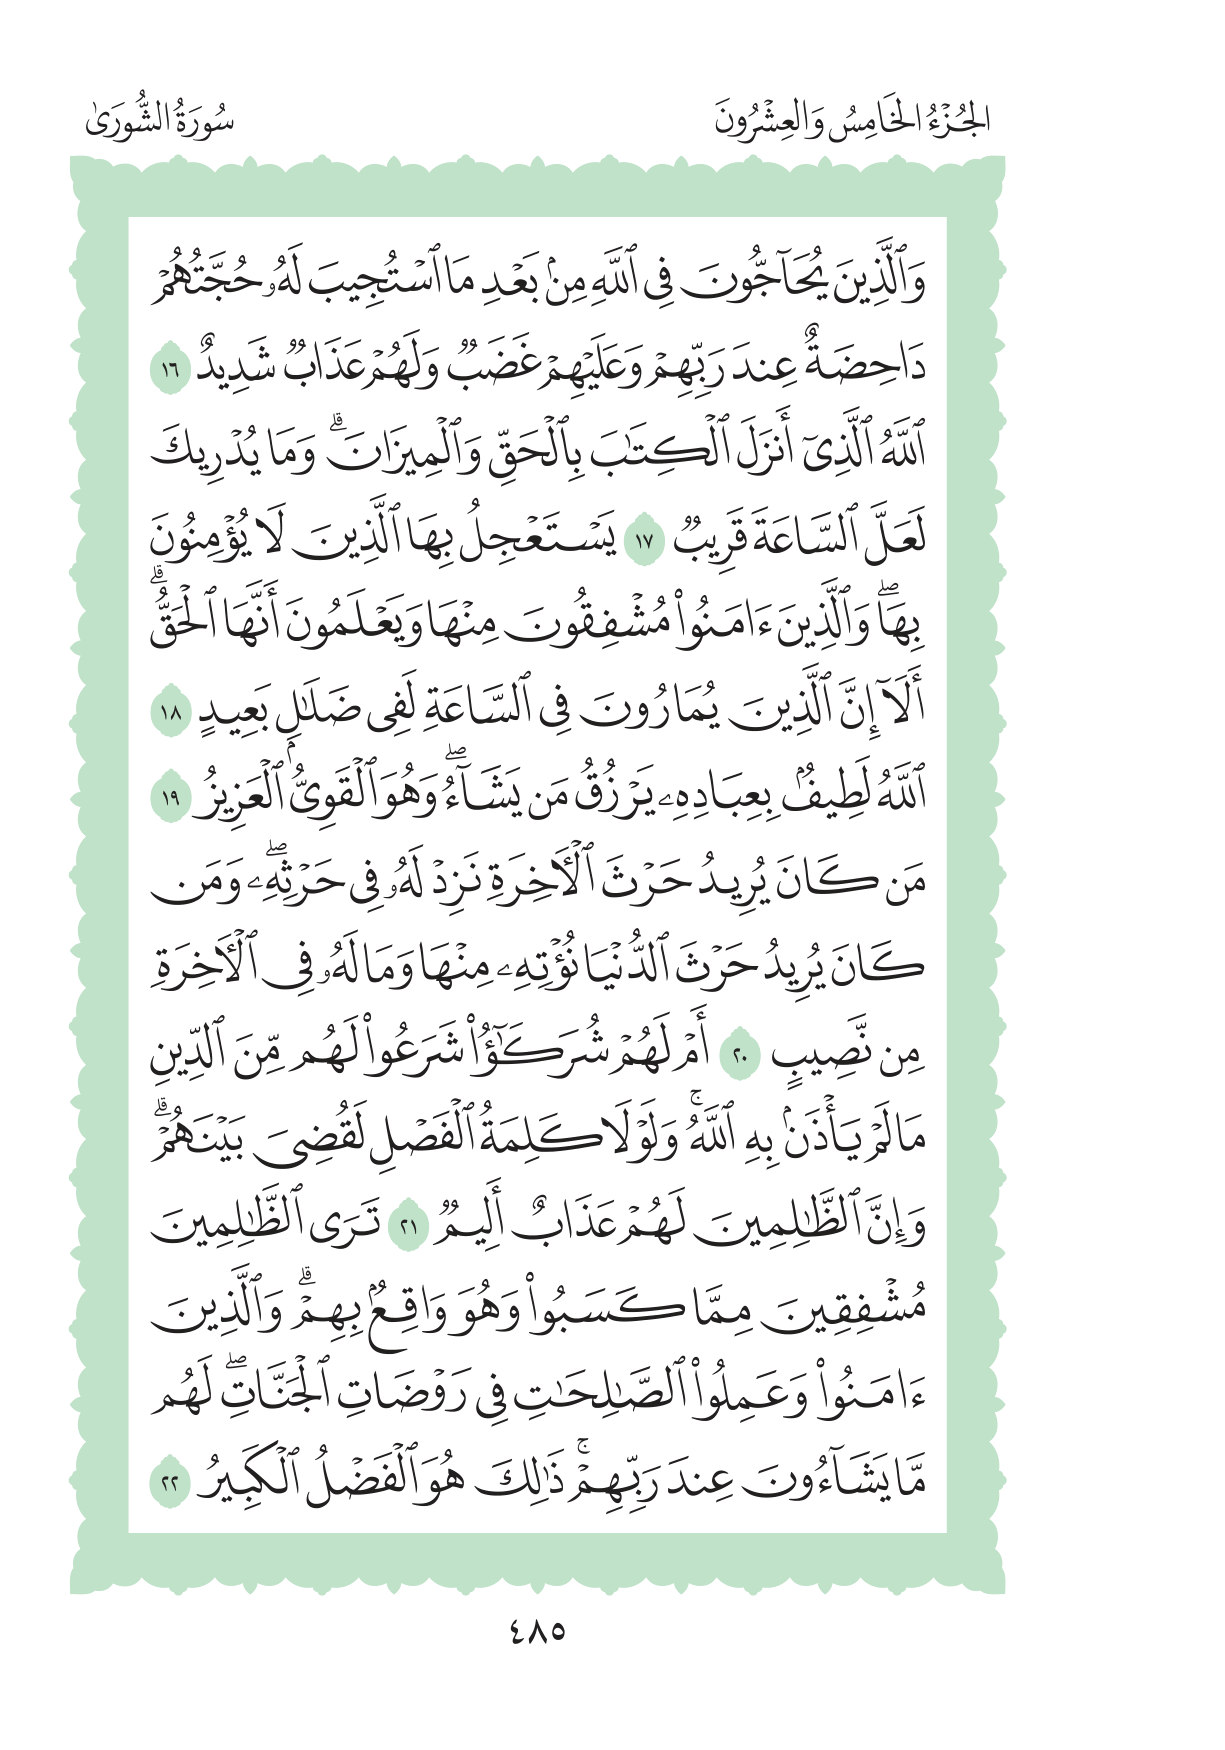 الجُزْءُ الخَامِسُ وَالعِشْرُونَ
سُورَةُ الشُّورَىٰ
وَٱلَّذِينَ يُحَآجُّونَ فِى ٱللَّهِ مِنۢ بَعْدِ مَا ٱسْتُجِيبَ لَهُۥ حُجَّتُهُمْ
دَاحِضَةٌ عِندَ رَبِّهِمْ وَعَلَيْهِمْ غَضَبٌ وَلَهُمْ عَذَابٌ شَدِيدٌ ١٦
ٱللَّهُ ٱلَّذِىٓ أَنزَلَ ٱلْكِتَٰبَ بِٱلْحَقِّ وَٱلْمِيزَانَ ۗ وَمَا يُدْرِيكَ
لَعَلَّ ٱلسَّاعَةَ قَرِيبٌ ١٧ يَسْتَعْجِلُ بِهَا ٱلَّذِينَ لَا يُؤْمِنُونَ
بِهَا ۖ وَٱلَّذِينَ ءَامَنُوا۟ مُشْفِقُونَ مِنْهَا وَيَعْلَمُونَ أَنَّهَا ٱلْحَقُّ ۗ
أَلَآ إِنَّ ٱلَّذِينَ يُمَارُونَ فِى ٱلسَّاعَةِ لَفِى ضَلَٰلٍۭ بَعِيدٍ ١٨
ٱللَّهُ لَطِيفٌۢ بِعِبَادِهِۦ يَرْزُقُ مَن يَشَآءُ ۖ وَهُوَ ٱلْقَوِىُّ ٱلْعَزِيزُ ١٩
مَن كَانَ يُرِيدُ حَرْثَ ٱلْـَٔاخِرَةِ نَزِدْ لَهُۥ فِى حَرْثِهِۦ ۖ وَمَن
كَانَ يُرِيدُ حَرْثَ ٱلدُّنْيَا نُؤْتِهِۦ مِنْهَا وَمَا لَهُۥ فِى ٱلْـَٔاخِرَةِ
مِن نَّصِيبٍ ٢٠ أَمْ لَهُمْ شُرَكَٰٓؤُا۟ شَرَعُوا۟ لَهُم مِّنَ ٱلدِّينِ
مَا لَمْ يَأْذَنۢ بِهِ ٱللَّهُ ۚ وَلَوْلَا كَلِمَةُ ٱلْفَصْلِ لَقُضِىَ بَيْنَهُمْ ۗ
وَإِنَّ ٱلظَّٰلِمِينَ لَهُمْ عَذَابٌ أَلِيمٌ ٢١ تَرَى ٱلظَّٰلِمِينَ
مُشْفِقِينَ مِمَّا كَسَبُوا۟ وَهُوَ وَاقِعٌۢ بِهِمْ ۗ وَٱلَّذِينَ
ءَامَنُوا۟ وَعَمِلُوا۟ ٱلصَّٰلِحَٰتِ فِى رَوْضَاتِ ٱلْجَنَّاتِ ۖ لَهُم
مَّا يَشَآءُونَ عِندَ رَبِّهِمْ ۚ ذَٰلِكَ هُوَ ٱلْفَضْلُ ٱلْكَبِيرُ ٢٢
٤٨٥